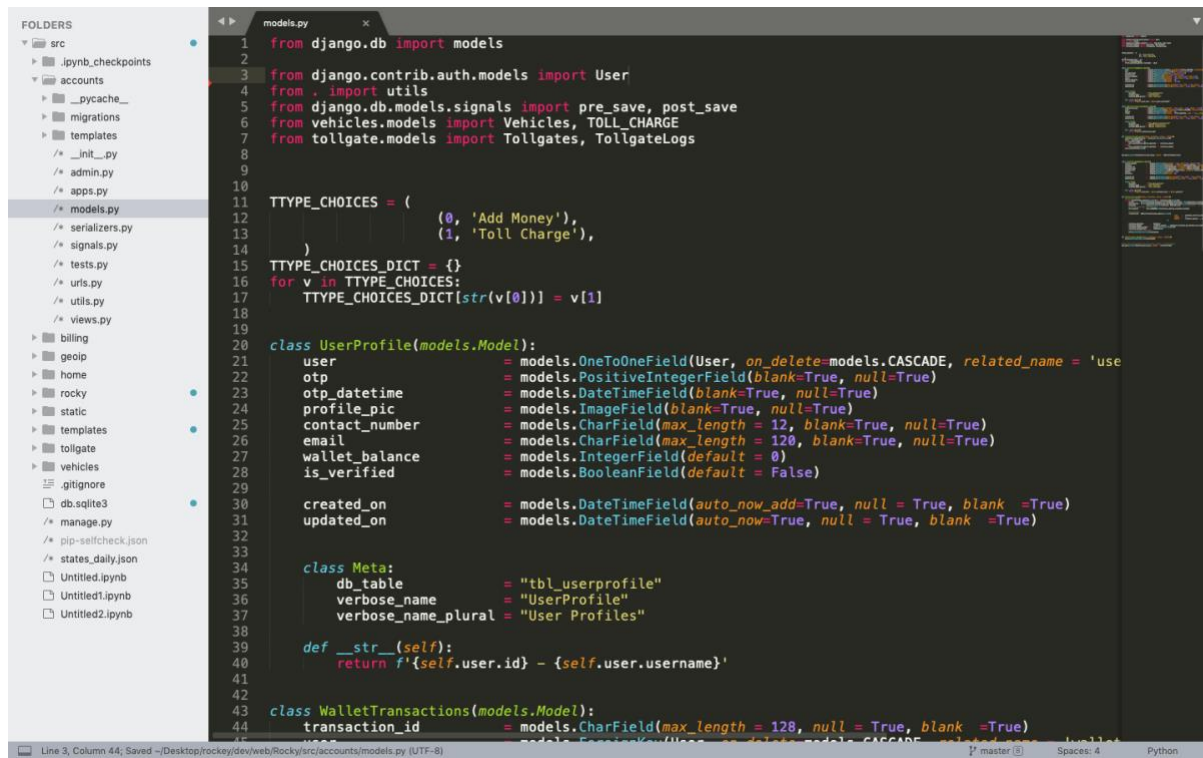 FOLDERS
src
.ipynb_checkpoints
accounts
__pycache__
migrations
templates
/* __init__.py
/* admin.py
/* apps.py
/* models.py
/* serializers.py
/* signals.py
/* tests.py
/* urls.py
/* utils.py
/* views.py
billing
geoip
home
rocky
static
templates
tollgate
vehicles
.gitignore
db.sqlite3
/* manage.py
/* pip-selfcheck.json
/* states_daily.json
Untitled.ipynb
Untitled1.ipynb
Untitled2.ipynb
models.py ×
1 from django.db import models
2
3 from django.contrib.auth.models import User
4 from . import utils
5 from django.db.models.signals import pre_save, post_save
6 from vehicles.models import Vehicles, TOLL_CHARGE
7 from tollgate.models import Tollgates, TollgateLogs
8
9
10
11 TTYPE_CHOICES = (
12 (0, 'Add Money'),
13 (1, 'Toll Charge'),
14 )
15 TTYPE_CHOICES_DICT = {}
16 for v in TTYPE_CHOICES:
17 TTYPE_CHOICES_DICT[str(v[0])] = v[1]
18
19
20 class UserProfile(models.Model):
21 user = models.OneToOneField(User, on_delete=models.CASCADE, related_name = 'use
22 otp = models.PositiveIntegerField(blank=True, null=True)
23 otp_datetime = models.DateTimeField(blank=True, null=True)
24 profile_pic = models.ImageField(blank=True, null=True)
25 contact_number = models.CharField(max_length = 12, blank=True, null=True)
26 email = models.CharField(max_length = 120, blank=True, null=True)
27 wallet_balance = models.IntegerField(default = 0)
28 is_verified = models.BooleanField(default = False)
29
30 created_on = models.DateTimeField(auto_now_add=True, null = True, blank =True)
31 updated_on = models.DateTimeField(auto_now=True, null = True, blank =True)
32
33
34 class Meta:
35 db_table = "tbl_userprofile"
36 verbose_name = "UserProfile"
37 verbose_name_plural = "User Profiles"
38
39 def __str__(self):
40 return f'{self.user.id} - {self.user.username}'
41
42
43 class WalletTransactions(models.Model):
44 transaction_id = models.CharField(max_length = 128, null = True, blank =True)
Line 3, Column 44; Saved ~/Desktop/rockey/dev/web/Rocky/src/accounts/models.py (UTF-8) master 8 Spaces: 4 Python